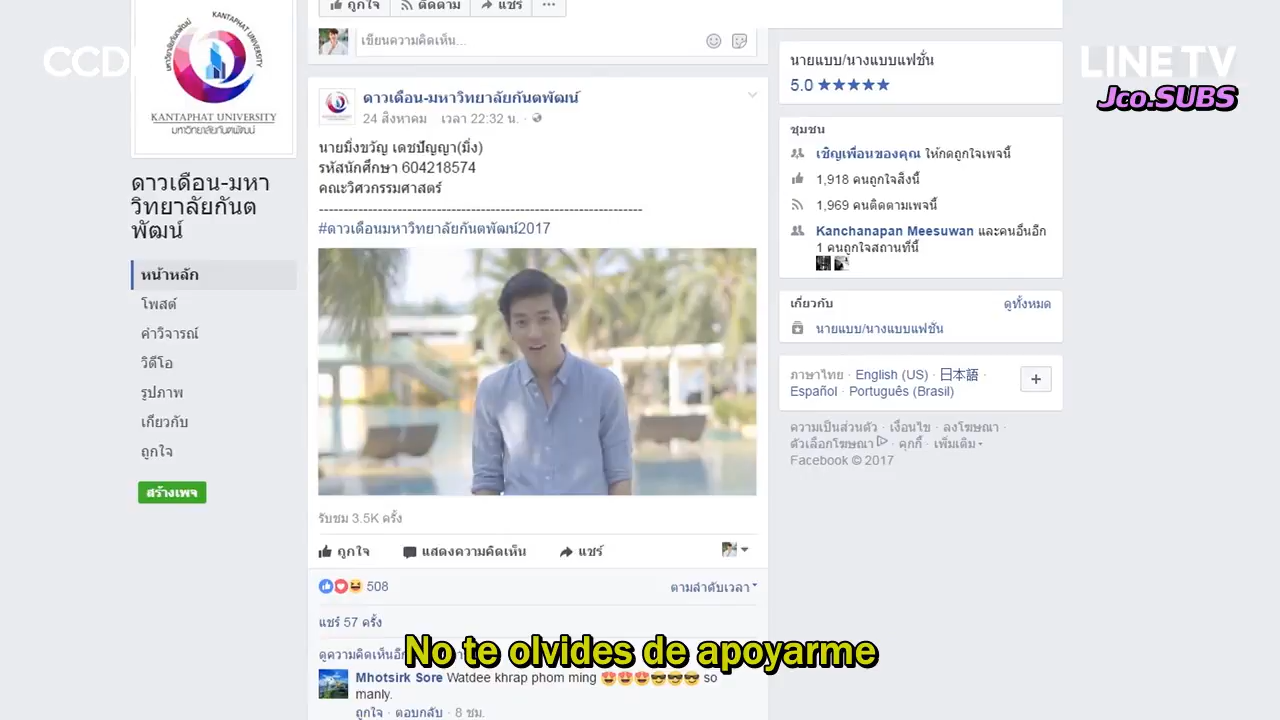 ถูกใจ ติดตาม แชร์ ...
CCD
KANTAPHAT UNIVERSITY
มหาวิทยาลัยกันตพัฒน์
KANTAPHAT UNIVERSITY
มหาวิทยาลัยกันตพัฒน์
ดาวเดือน-มหา
วิทยาลัยกันต
พัฒน์
หน้าหลัก
โพสต์
คำวิจารณ์
วิดีโอ
รูปภาพ
เกี่ยวกับ
ถูกใจ
สร้างเพจ
เขียนความคิดเห็น...
ดาวเดือน-มหาวิทยาลัยกันตพัฒน์
24 สิงหาคม เวลา 22:32 น. ·
นายมิ่งขวัญ เดชปัญญา(มิ่ง)
รหัสนักศึกษา 604218574
คณะวิศวกรรมศาสตร์
-----------------------------------------------------------------
#ดาวเดือนมหาวิทยาลัยกันตพัฒน์2017
รับชม 3.5K ครั้ง
ถูกใจ แสดงความคิดเห็น แชร์
508 ตามลำดับเวลา
แชร์ 57 ครั้ง
ดูความคิดเห็นอี
No te olvides de apoyarme
Mhotsirk Sore Watdee khrap phom ming 😍😍😍😎😎😎 so
manly.
ถูกใจ · ตอบกลับ · 8 ชม.
LINE TV
Jco.SUBS
นายแบบ/นางแบบแฟชั่น
5.0 ★★★★★
ชุมชน
เชิญเพื่อนของคุณ ให้กดถูกใจเพจนี้
1,918 คนถูกใจสิ่งนี้
1,969 คนติดตามเพจนี้
Kanchanapan Meesuwan และคนอื่นอีก
1 คนถูกใจสถานที่นี้
เกี่ยวกับ ดูทั้งหมด
นายแบบ/นางแบบแฟชั่น
ภาษาไทย · English (US) · 日本語 ·
Español · Português (Brasil)
ความเป็นส่วนตัว · เงื่อนไข · ลงโฆษณา ·
ตัวเลือกโฆษณา · คุกกี้ · เพิ่มเติม
Facebook © 2017